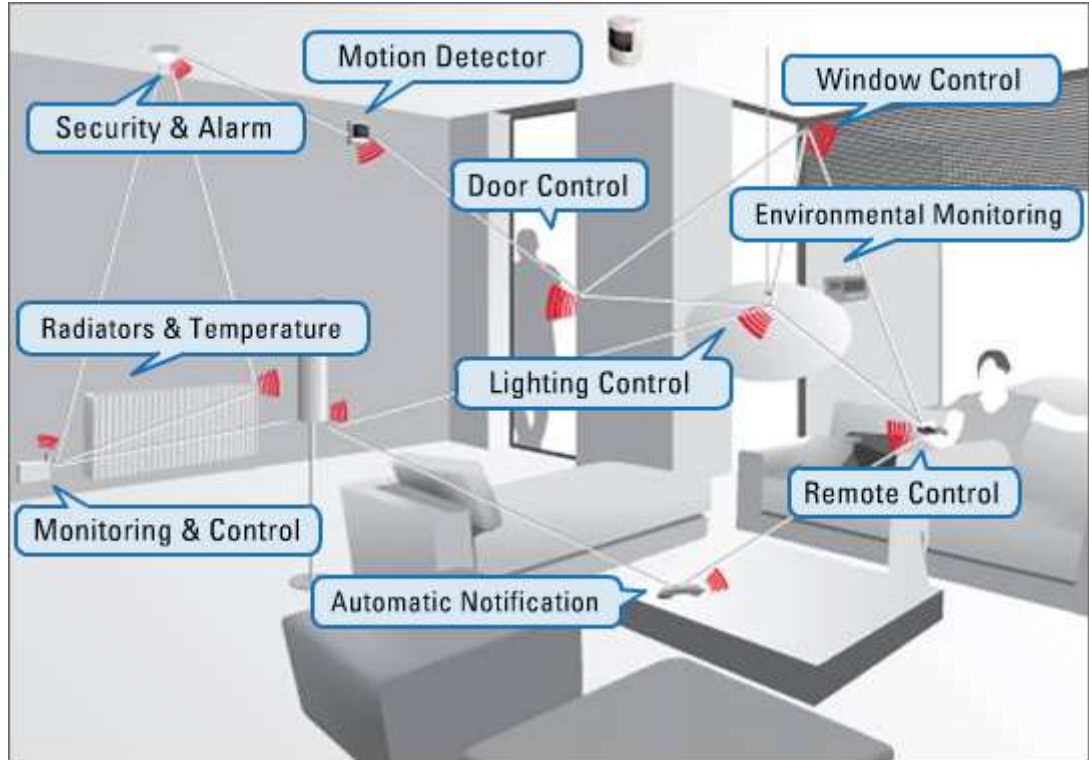 Motion Detector
Window Control
Security & Alarm
Door Control
Environmental Monitoring
Radiators & Temperature
Lighting Control
Remote Control
Monitoring & Control
Automatic Notification